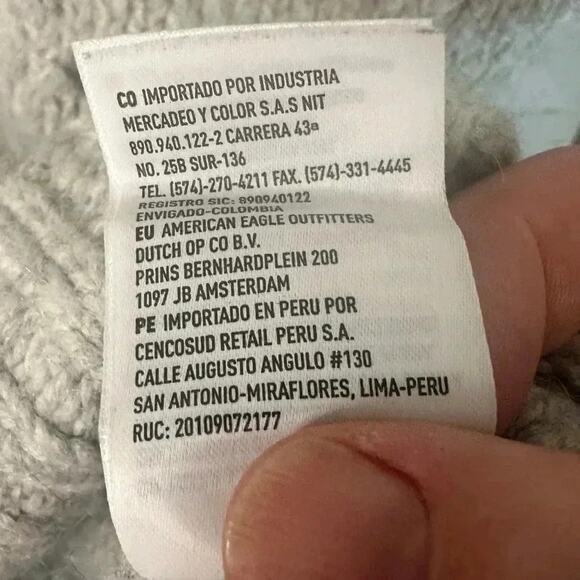 CO IMPORTADO POR INDUSTRIA
MERCADEO Y COLOR S.A.S NIT
890.940.122-2 CARRERA 43ª
NO. 25B SUR-136
TEL. (574)-270-4211 FAX. (574)-331-4445
REGISTRO SIC: 890940122
ENVIGADO-COLOMBIA
EU AMERICAN EAGLE OUTFITTERS
DUTCH OP CO B.V.
PRINS BERNHARDPLEIN 200
1097 JB AMSTERDAM
PE IMPORTADO EN PERU POR
CENCOSUD RETAIL PERU S.A.
CALLE AUGUSTO ANGULO #130
SAN ANTONIO-MIRAFLORES, LIMA-PERU
RUC: 20109072177